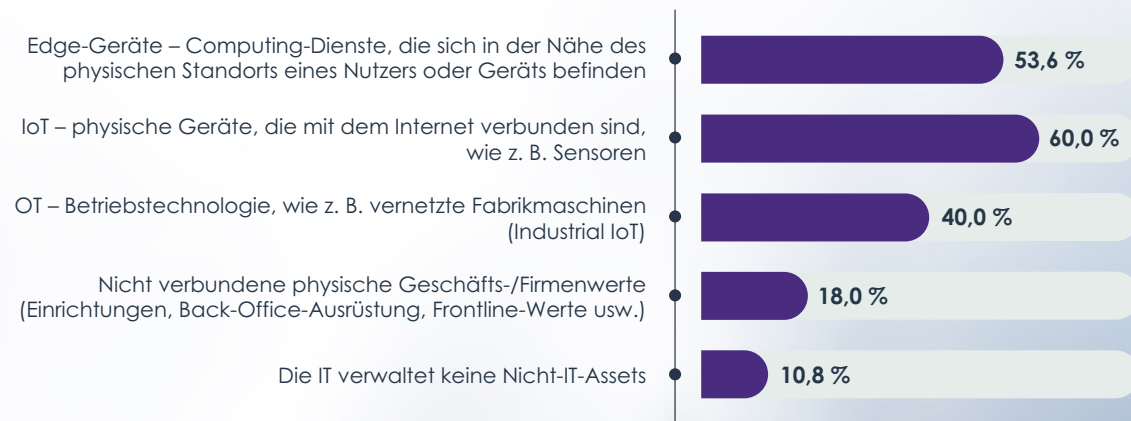 Edge-Geräte – Computing-Dienste, die sich in der Nähe des
physischen Standorts eines Nutzers oder Geräts befinden
53,6 %
IoT – physische Geräte, die mit dem Internet verbunden sind,
wie z. B. Sensoren
60,0 %
OT – Betriebstechnologie, wie z. B. vernetzte Fabrikmaschinen
(Industrial IoT)
40,0 %
Nicht verbundene physische Geschäfts-/Firmenwerte
(Einrichtungen, Back-Office-Ausrüstung, Frontline-Werte usw.)
18,0 %
Die IT verwaltet keine Nicht-IT-Assets
10,8 %